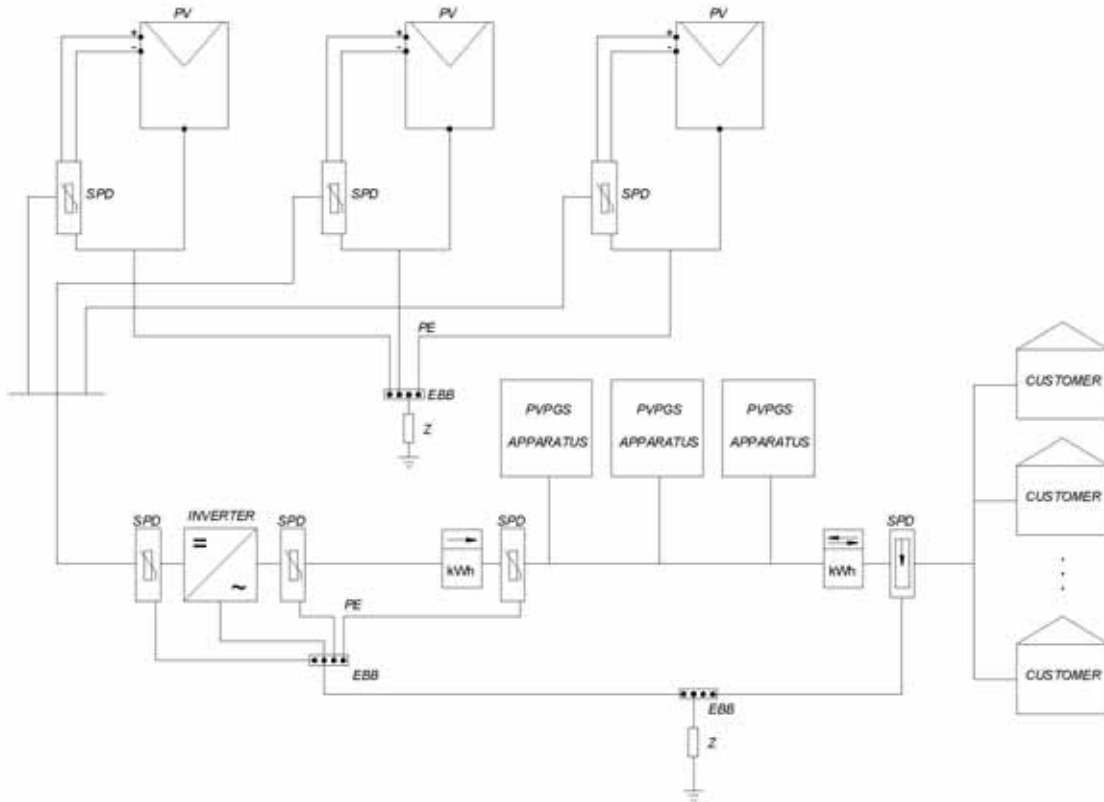 PV
PV
PV
+
-
+
-
+
-
SPD
SPD
SPD
PE
EBB
Z
PVPGS
APPARATUS
PVPGS
APPARATUS
PVPGS
APPARATUS
CUSTOMER
CUSTOMER
CUSTOMER
SPD
INVERTER
SPD
SPD
SPD
=
~
kWh
kWh
PE
EBB
EBB
Z